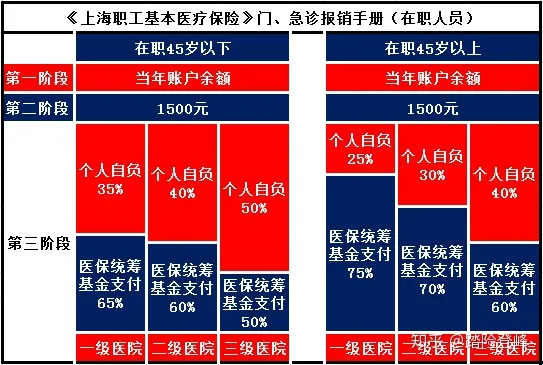 《上海职工基本医疗保险》门、急诊报销手册（在职人员）
在职45岁以下
在职45岁以上
第一阶段
当年账户余额
当年账户余额
第二阶段
1500元
1500元
第三阶段
个人自负
35%
个人自负
40%
个人自负
50%
个人自负
25%
个人自负
30%
个人自负
40%
医保统筹
基金支付
65%
医保统筹
基金支付
60%
医保统筹
基金支付
50%
医保统筹
基金支付
75%
医保统筹
基金支付
70%
医保统筹
基金支付
60%
一级医院
二级医院
三级医院
一级医院
二级医院
三级医院
知乎 @踏险登峰